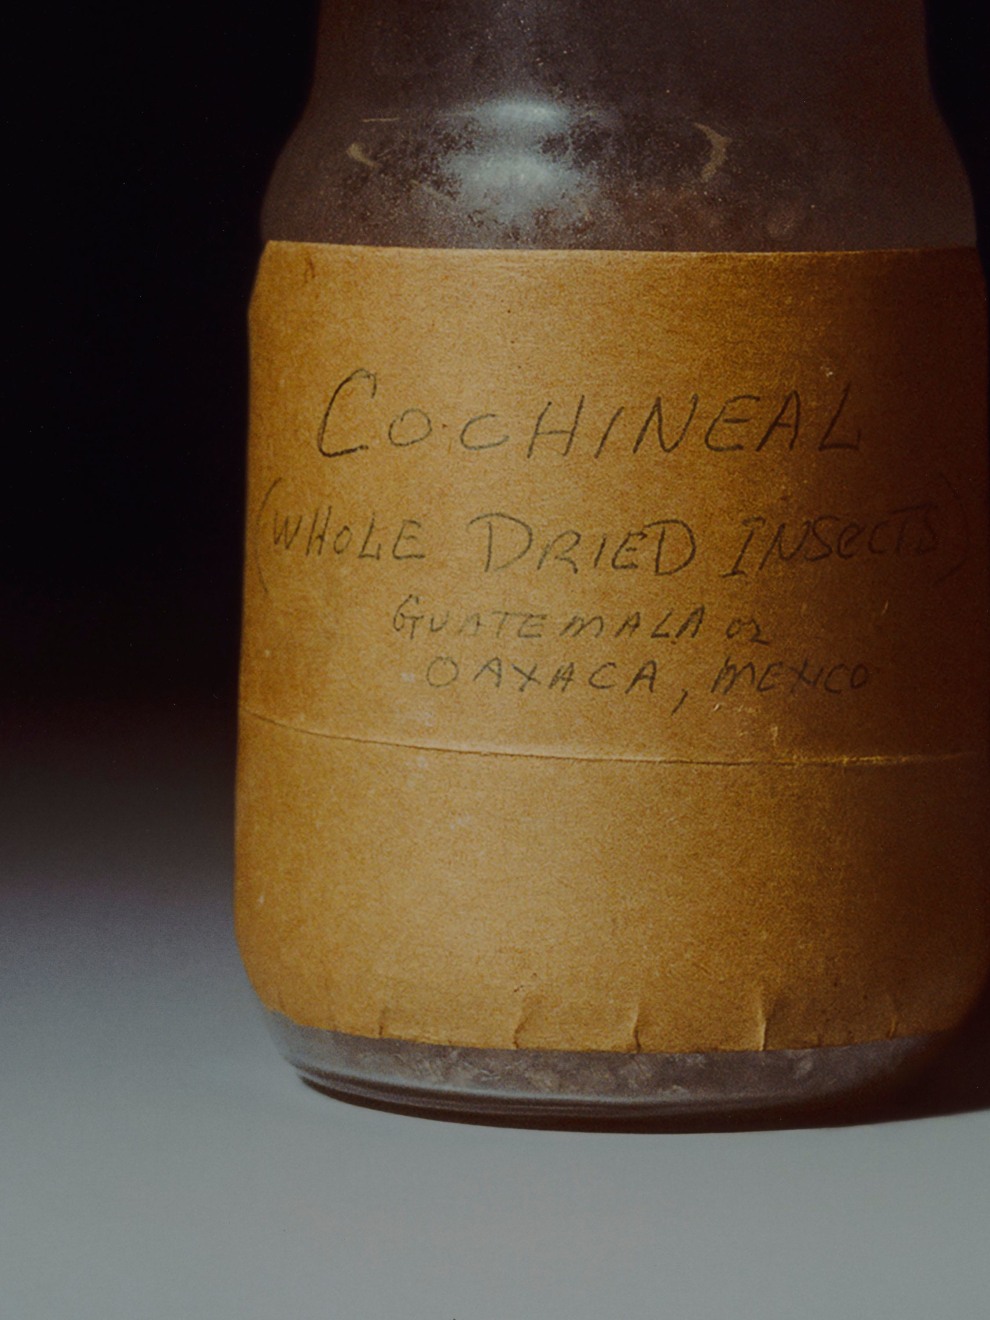 COCHINEAL
(WHOLE DRIED INSeCTS)
GUATEMALA or
OAXACA, MEXICO